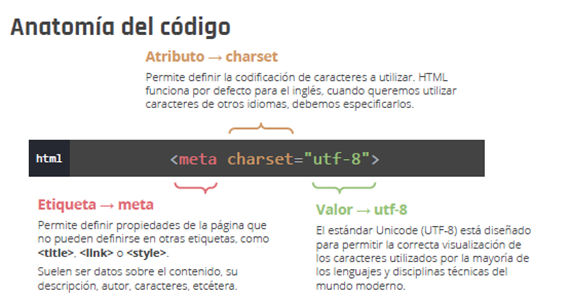 Anatomía del código
Atributo → charset
Permite definir la codificación de caracteres a utilizar. HTML
funciona por defecto para el inglés, cuando queremos utilizar
caracteres de otros idiomas, debemos especificarlos.
html
<meta charset="utf-8">
Etiqueta → meta
Permite definir propiedades de la página que
no pueden definirse en otras etiquetas, como
<title>, <link> o <style>.
Suelen ser datos sobre el contenido, su
descripción, autor, caracteres, etcétera.
Valor → utf-8
El estándar Unicode (UTF-8) está diseñado
para permitir la correcta visualización de
los caracteres utilizados por la mayoría de
los lenguajes y disciplinas técnicas del
mundo moderno.